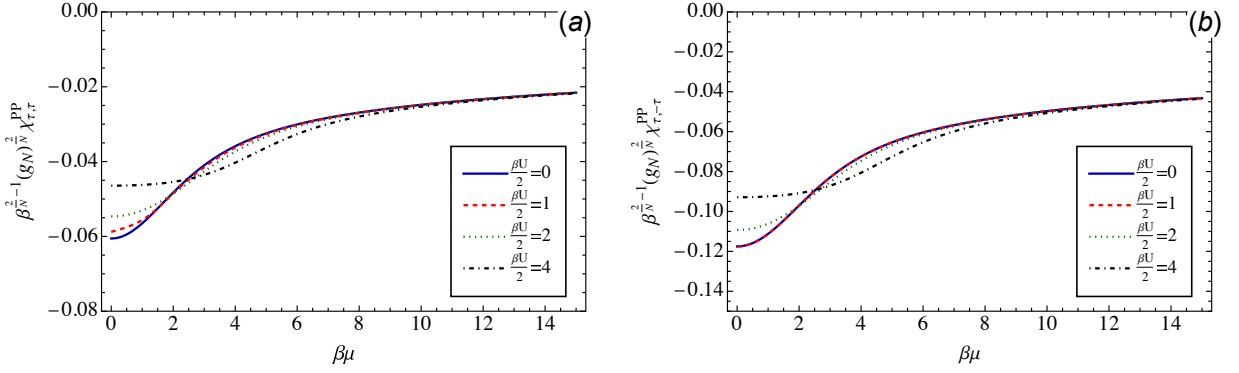 (a)
β^{2/N −1}(g_N)^{2/N} χ^{PP}_{τ,τ}
0.00
−0.02
−0.04
−0.06
−0.08
βU/2 =0
βU/2 =1
βU/2 =2
βU/2 =4
0 2 4 6 8 10 12 14
βμ
(b)
β^{2/N −1}(g_N)^{2/N} χ^{PP}_{τ,−τ}
0.00
−0.02
−0.04
−0.06
−0.08
−0.10
−0.12
−0.14
βU/2 =0
βU/2 =1
βU/2 =2
βU/2 =4
0 2 4 6 8 10 12 14
βμ